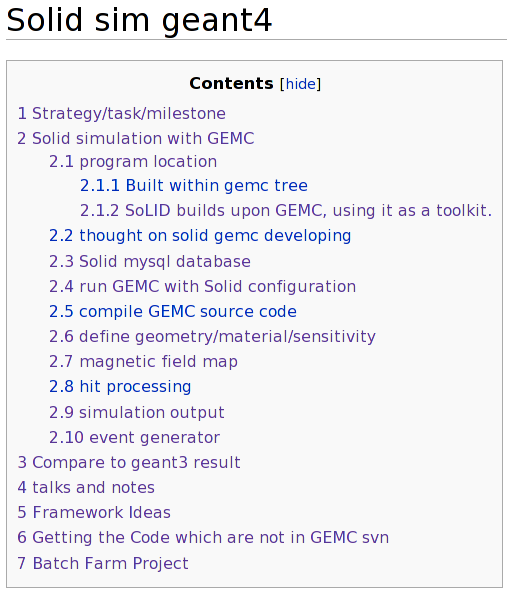 Solid sim geant4
Contents [hide]
1 Strategy/task/milestone
2 Solid simulation with GEMC
2.1 program location
2.1.1 Built within gemc tree
2.1.2 SoLID builds upon GEMC, using it as a toolkit.
2.2 thought on solid gemc developing
2.3 Solid mysql database
2.4 run GEMC with Solid configuration
2.5 compile GEMC source code
2.6 define geometry/material/sensitivity
2.7 magnetic field map
2.8 hit processing
2.9 simulation output
2.10 event generator
3 Compare to geant3 result
4 talks and notes
5 Framework Ideas
6 Getting the Code which are not in GEMC svn
7 Batch Farm Project